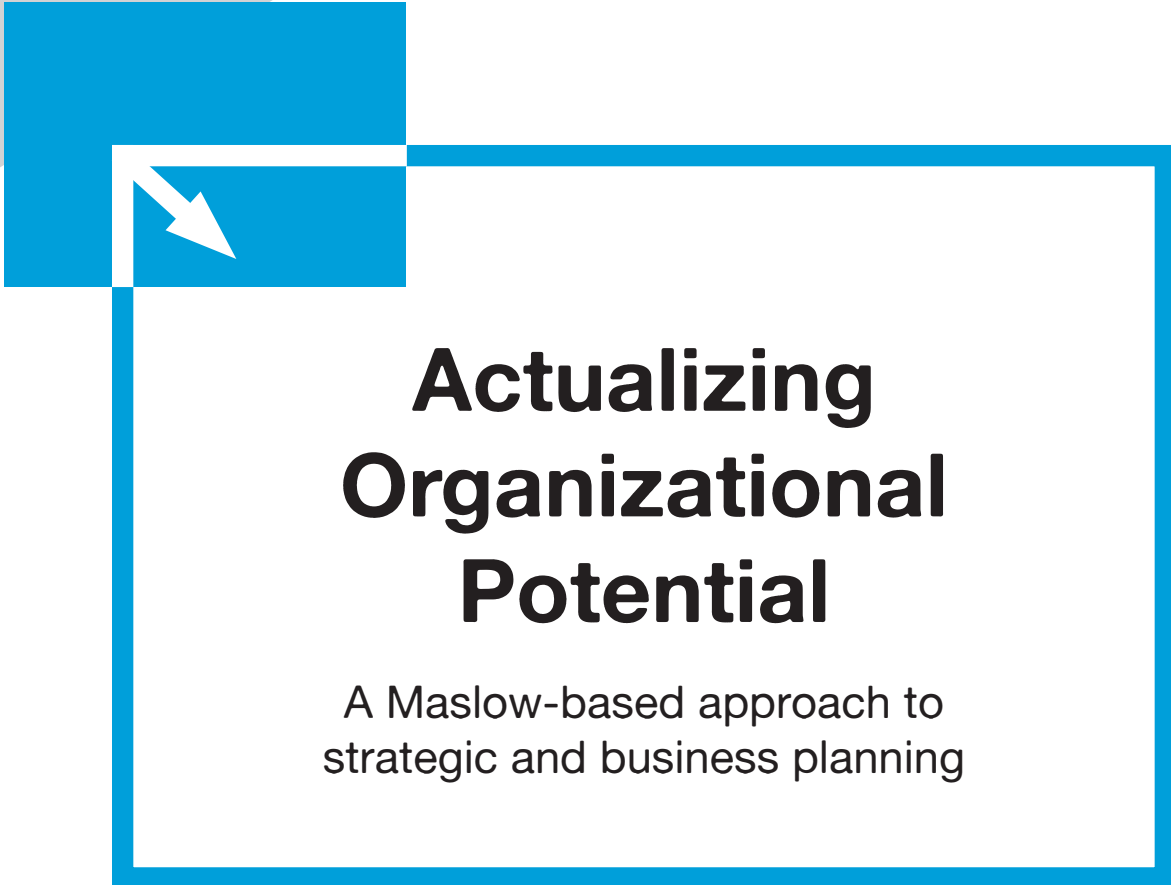 Actualizing
Organizational
Potential
A Maslow-based approach to
strategic and business planning